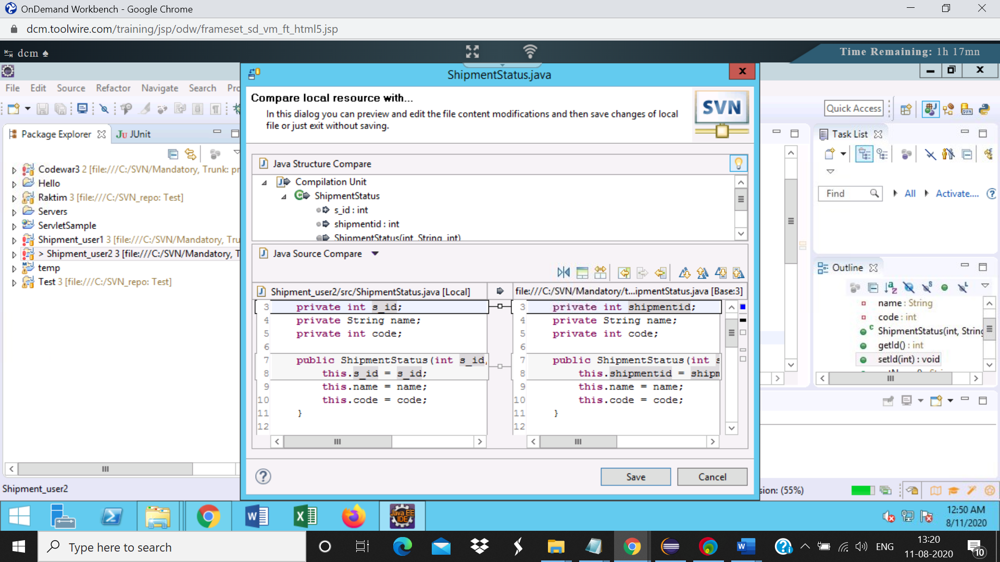 OnDemand Workbench - Google Chrome
dcm.toolwire.com/training/jsp/odw/frameset_sd_vm_ft_html5.jsp
dcm ♠
Time Remaining: 1h 17mn
ShipmentStatus.java
File Edit Source Refactor Navigate Search Pro
Compare local resource with...
In this dialog you can preview and edit the file content modifications and then save changes of local
file or just exit without saving.
SVN
Quick Access
Package Explorer
JUnit
Codewar3 2 [file:///C:/SVN/Mandatory, Trunk: pr
Hello
Raktim 3 [file:///C:/SVN_repo: Test]
Servers
ServletSample
Shipment_user1 3 [file:///C:/SVN/Mandatory, Tru
> Shipment_user2 3 [file:///C:/SVN/Mandatory, T
temp
Test 3 [file:///C:/SVN_repo: Test]
Java Structure Compare
Compilation Unit
ShipmentStatus
s_id : int
shipmentid : int
ShipmentStatus(int, String, int)
Java Source Compare
Shipment_user2/src/ShipmentStatus.java [Local]
file:///C:/SVN/Mandatory/t...ipmentStatus.java [Base:3]
3 private int s_id;
4 private String name;
5 private int code;
6
7 public ShipmentStatus(int s_id,
8 this.s_id = s_id;
9 this.name = name;
10 this.code = code;
11 }
12
3 private int shipmentid;
4 private String name;
5 private int code;
6
7 public ShipmentStatus(int s
8 this.shipmentid = shipm
9 this.name = name;
10 this.code = code;
11 }
12
Save
Cancel
Task List
Find
All
Activate...
Outline
name : String
code : int
ShipmentStatus(int, String
getId() : int
setId(int) : void
Shipment_user2
sion: (55%)
Java EE
IDE
12:50 AM
8/11/2020
Type here to search
ENG
13:20
11-08-2020
10